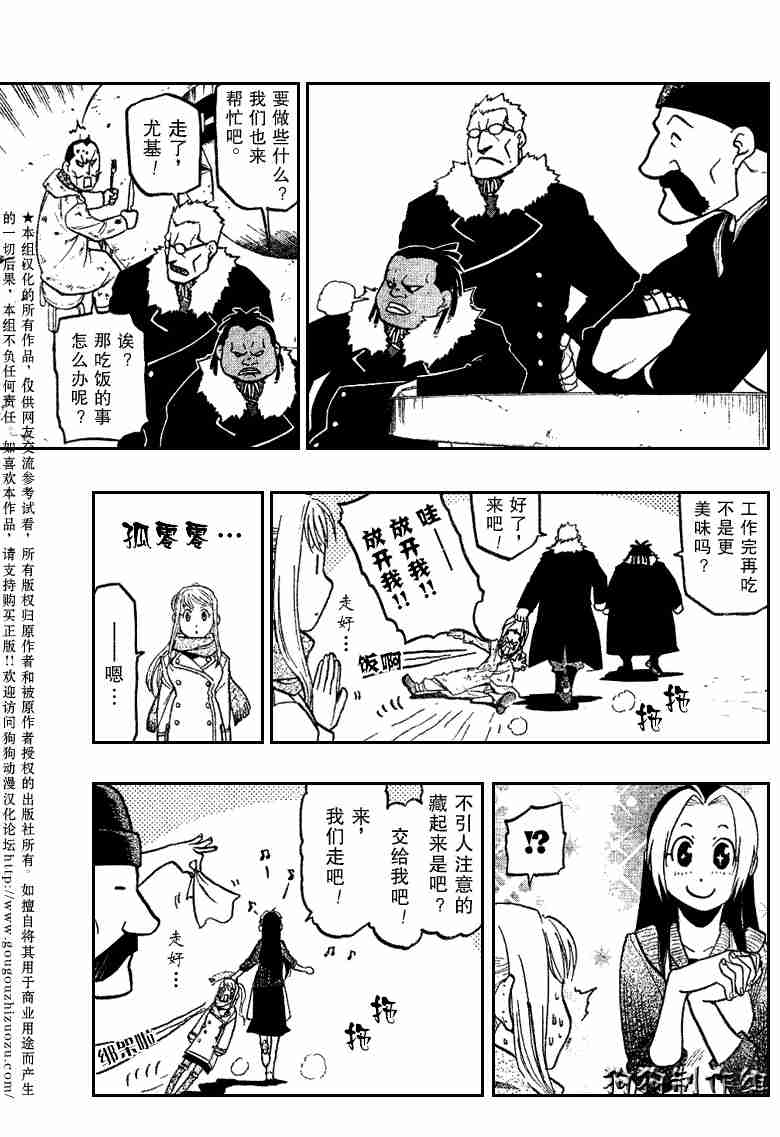 要做些什么?
我们也来
帮忙吧。
走了,
尤基!
诶?
那吃饭的事
怎么办呢?
工作完再吃
不是更
美味吗?
好了,
来吧!
哇——
放开我!!
放开我!!
走好…
饭啊
拖
拖
孤零零…
——嗯…
!?
不引人注意的
藏起来是吧?
交给我吧!
来,
我们走吧!
走好…
绑架啦
拖
拖
★本组汉化的所有作品,仅供网友交流参考试看,所有版权归原作者和被原作者授权的出版社所有。如擅自将其用于商业用途而产生
的一切后果,本组不负任何责任。如喜欢本作品,请支持购买正版!!欢迎访问狗狗动漫汉化论坛http://www.gougouzhizuozu.com/
狗狗制作组